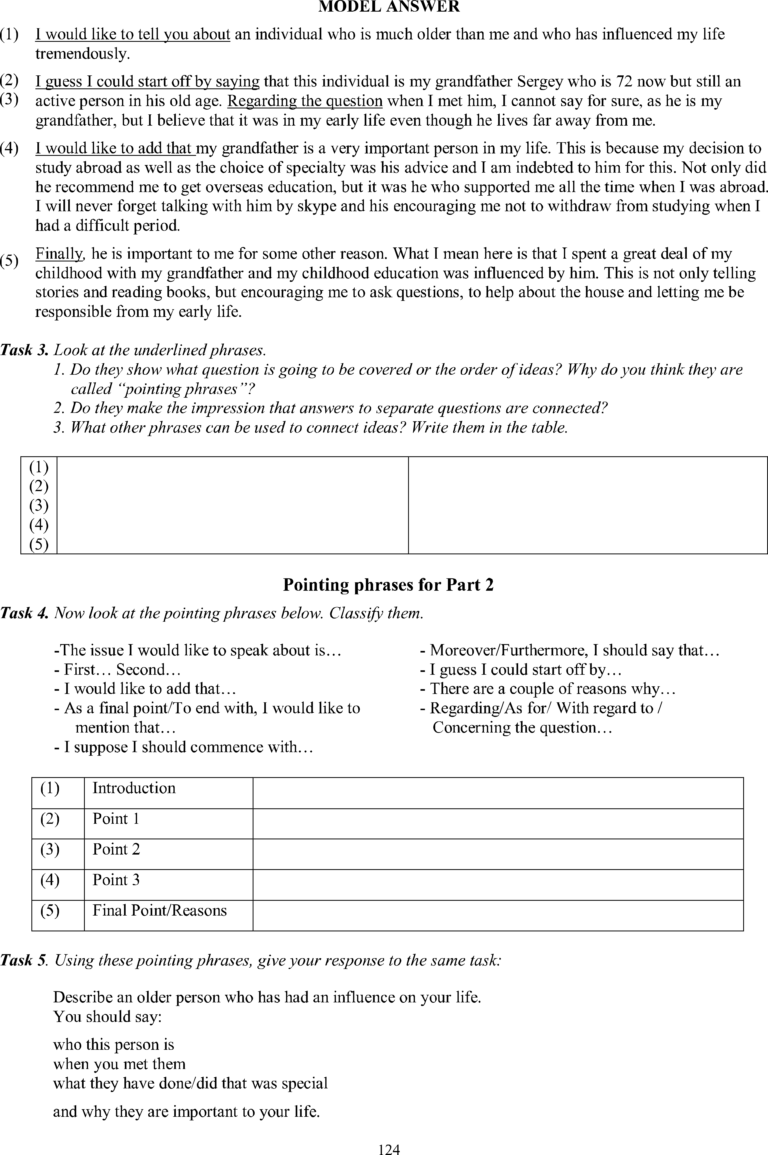 MODEL ANSWER
(1) I would like to tell you about an individual who is much older than me and who has influenced my life
tremendously.
(2) I guess I could start off by saying that this individual is my grandfather Sergey who is 72 now but still an
(3) active person in his old age. Regarding the question when I met him, I cannot say for sure, as he is my
grandfather, but I believe that it was in my early life even though he lives far away from me.
(4) I would like to add that my grandfather is a very important person in my life. This is because my decision to
study abroad as well as the choice of specialty was his advice and I am indebted to him for this. Not only did
he recommend me to get overseas education, but it was he who supported me all the time when I was abroad.
I will never forget talking with him by skype and his encouraging me not to withdraw from studying when I
had a difficult period.
(5) Finally, he is important to me for some other reason. What I mean here is that I spent a great deal of my
childhood with my grandfather and my childhood education was influenced by him. This is not only telling
stories and reading books, but encouraging me to ask questions, to help about the house and letting me be
responsible from my early life.
Task 3. Look at the underlined phrases.
1. Do they show what question is going to be covered or the order of ideas? Why do you think they are
called “pointing phrases”?
2. Do they make the impression that answers to separate questions are connected?
3. What other phrases can be used to connect ideas? Write them in the table.
(1)
(2)
(3)
(4)
(5)
Pointing phrases for Part 2
Task 4. Now look at the pointing phrases below. Classify them.
-The issue I would like to speak about is…
- First… Second…
- I would like to add that…
- As a final point/To end with, I would like to
mention that…
- I suppose I should commence with…
- Moreover/Furthermore, I should say that…
- I guess I could start off by…
- There are a couple of reasons why…
- Regarding/As for/ With regard to /
Concerning the question…
(1) Introduction
(2) Point 1
(3) Point 2
(4) Point 3
(5) Final Point/Reasons
Task 5. Using these pointing phrases, give your response to the same task:
Describe an older person who has had an influence on your life.
You should say:
who this person is
when you met them
what they have done/did that was special
and why they are important to your life.
124